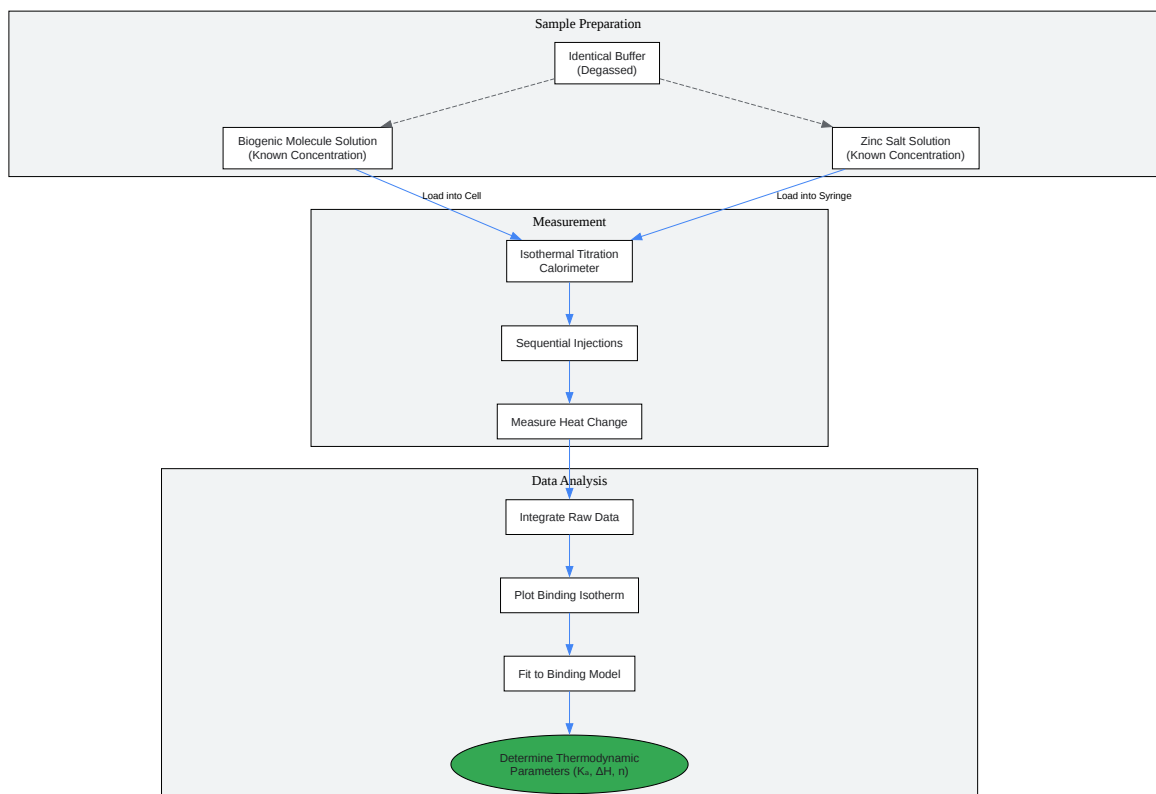 Sample Preparation
Identical Buffer
(Degassed)
Biogenic Molecule Solution
(Known Concentration)
Zinc Salt Solution
(Known Concentration)
Load into Cell
Load into Syringe
Measurement
Isothermal Titration
Calorimeter
Sequential Injections
Measure Heat Change
Data Analysis
Integrate Raw Data
Plot Binding Isotherm
Fit to Binding Model
Determine Thermodynamic
Parameters (Kₐ, ΔH, n)